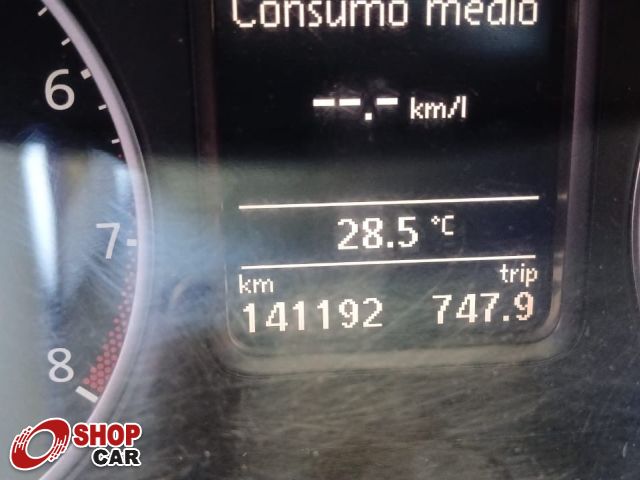 Consumo médio
--.- km/l
28.5 °C
km trip
141192 747.9
6
7
8
SHOP
CAR